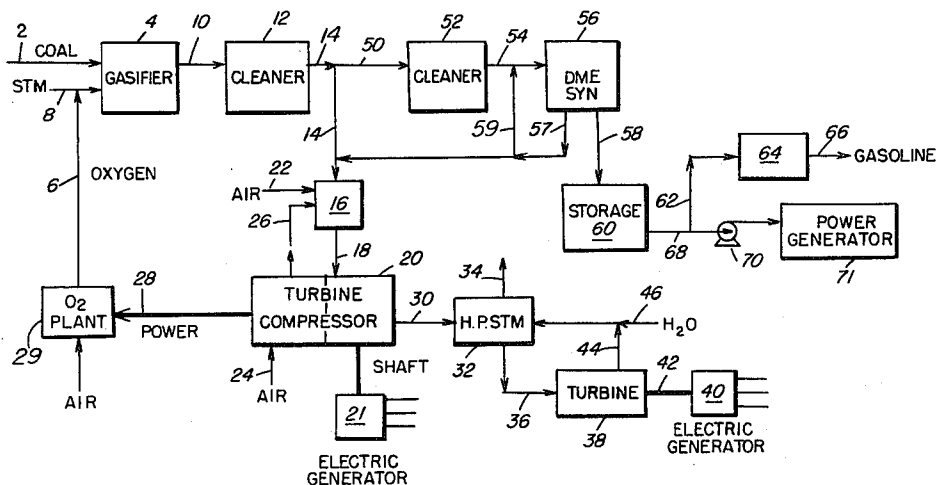 4 10 12 14 50 52 54 56
2 COAL
GASIFIER
CLEANER
CLEANER
DME
SYN
STM
8
14
59
57
58
6
OXYGEN
22
AIR
26
16
18
20
STORAGE
60
62
64
66
GASOLINE
68
70
POWER
GENERATOR
71
O2
PLANT
29
28
POWER
TURBINE
COMPRESSOR
30
34
H.P.STM
32
46
H2O
44
24
AIR
AIR
SHAFT
21
ELECTRIC
GENERATOR
36
TURBINE
38
42
40
ELECTRIC
GENERATOR